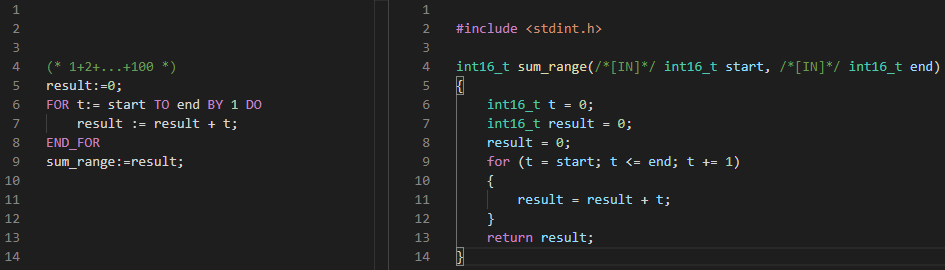 1
2
3
4 (* 1+2+...+100 *)
5 result:=0;
6 FOR t:= start TO end BY 1 DO
7 result := result + t;
8 END_FOR
9 sum_range:=result;
10
11
12
13
14
1
2 #include <stdint.h>
3
4 int16_t sum_range(/*[IN]*/ int16_t start, /*[IN]*/ int16_t end)
5 {
6 int16_t t = 0;
7 int16_t result = 0;
8 result = 0;
9 for (t = start; t <= end; t += 1)
10 {
11 result = result + t;
12 }
13 return result;
14 }